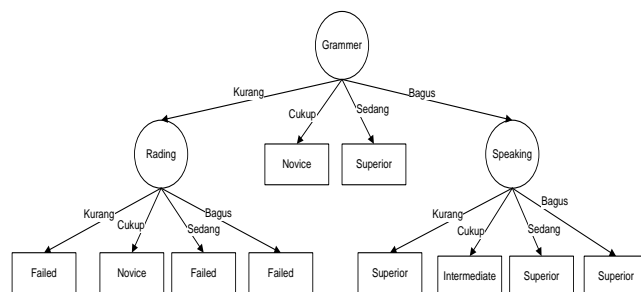 Grammer
Kurang
Cukup
Sedang
Bagus
Rading
Novice
Superior
Speaking
Kurang
Cukup
Sedang
Bagus
Kurang
Cukup
Sedang
Bagus
Failed
Novice
Failed
Failed
Superior
Intermediate
Superior
Superior